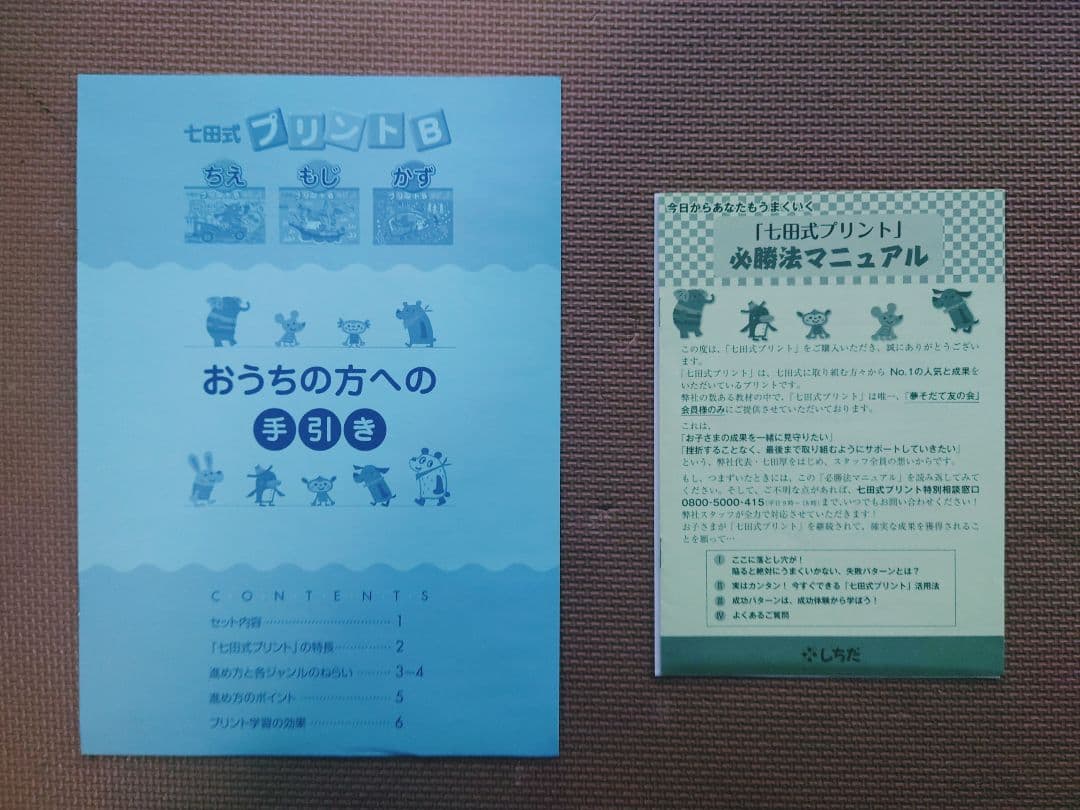 七田式 プリントB
ちえ もじ かず
おうちの方への
手引き
CONTENTS
セット内容 1
「七田式プリント」の特長 2
進め方と各ジャンルのねらい 3〜4
進め方のポイント 5
プリント学習の効果 6
今日からあなたもうまくいく
「七田式プリント」
必勝法マニュアル
この度は、「七田式プリント」をご購入いただき、誠にありがとうござい
ます。
「七田式プリント」は、七田式に取り組む方々から No.1の人気と成果を
いただいているプリントです。
弊社の数ある教材の中で、「七田式プリント」は唯一、「夢そだて友の会」
会員様のみにご提供させていただいております。
これは、
「お子さまの成果を一緒に見守りたい」
「挫折することなく、最後まで取り組むようにサポートしていきたい」
という、弊社代表・七田厚をはじめ、スタッフ全員の想いからです。
もし、つまずいたときには、この「必勝法マニュアル」を読み返してみ
てください。そして、ご不明な点があれば、七田式プリント特別相談窓口
0800-5000-415(平日9時〜18時)まで、いつでもお問い合わせください！
弊社スタッフが全力で対応させていただきます！
お子さまが「七田式プリント」を継続されて、確実な成果を獲得されるこ
とを願って…
Ⅰ ここに落とし穴が！
陥ると絶対にうまくいかない、失敗パターンとは？
Ⅱ 実はカンタン！ 今すぐできる「七田式プリント」活用法
Ⅲ 成功パターンは、成功体験から学ぼう！
Ⅳ よくあるご質問
しちだ